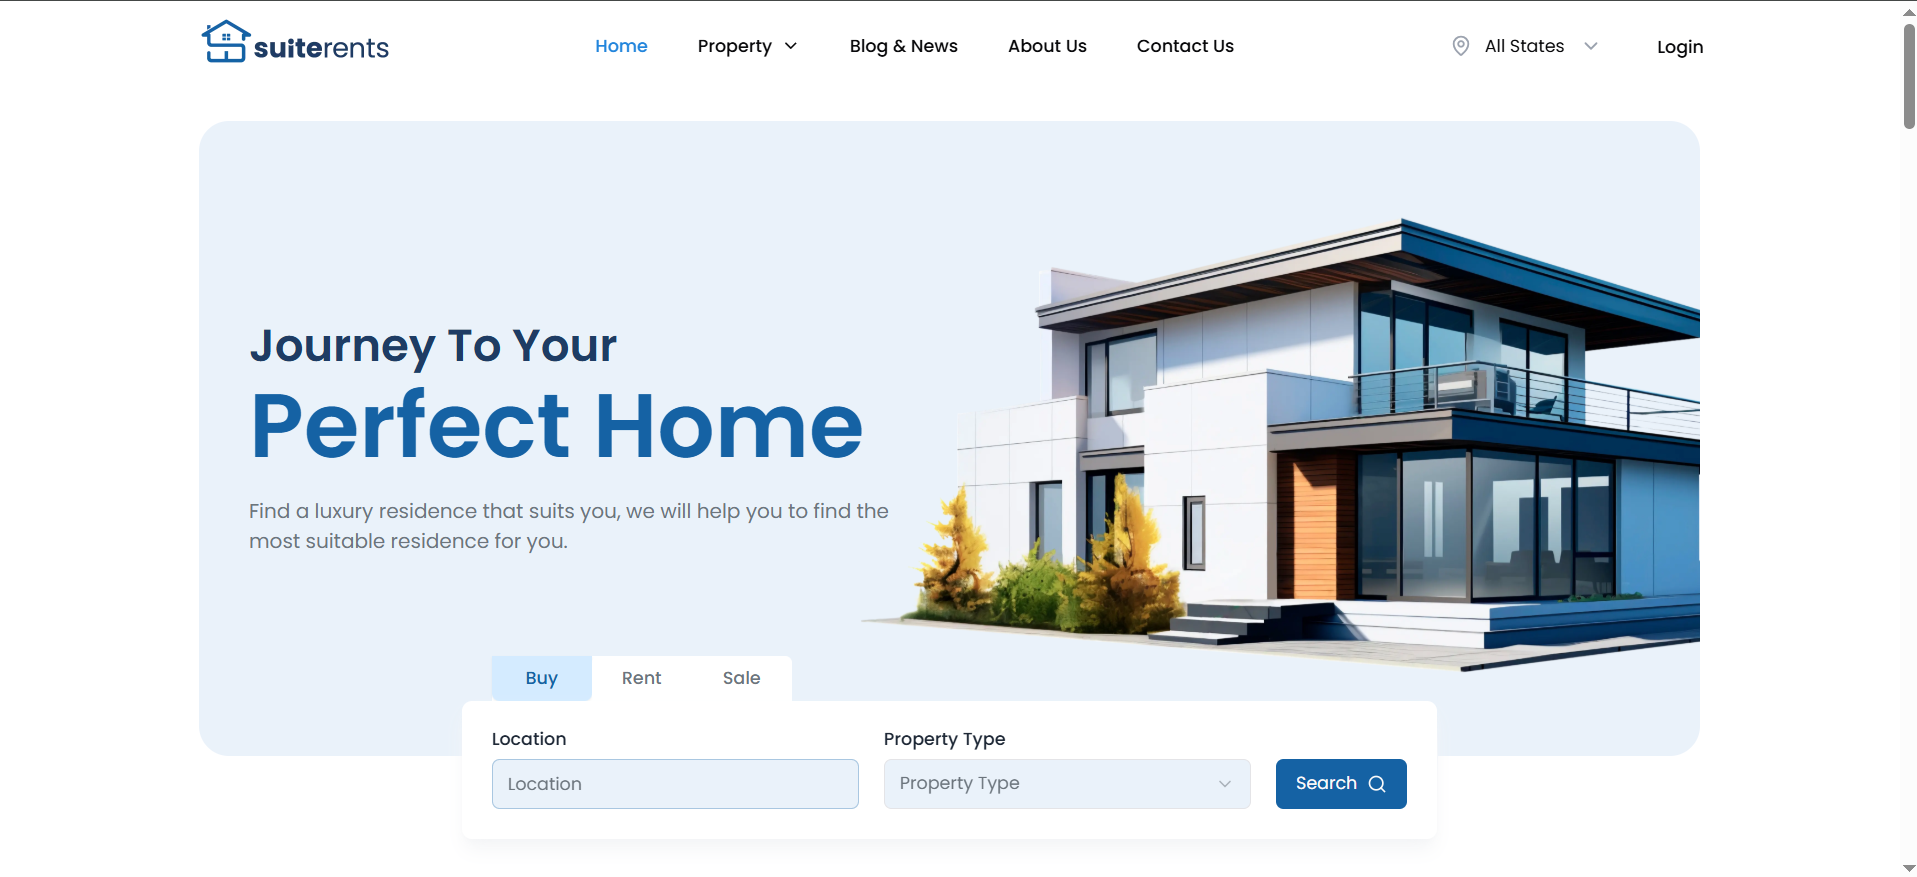 suiterents
Home
Property
Blog & News
About Us
Contact Us
All States
Login
Journey To Your
Perfect Home
Find a luxury residence that suits you, we will help you to find the
most suitable residence for you.
Buy
Rent
Sale
Location
Property Type
Location
Property Type
Search